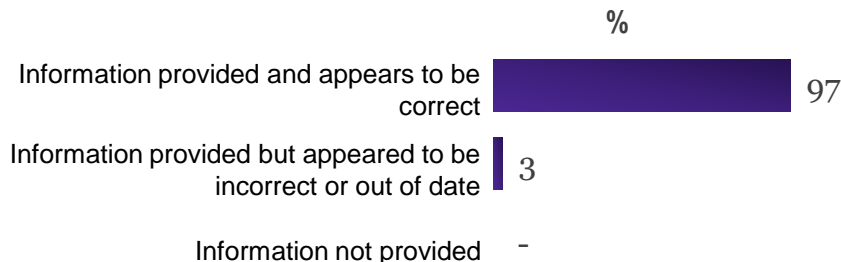 %
Information provided and appears to be
correct
97
Information provided but appeared to be
incorrect or out of date
3
Information not provided
-